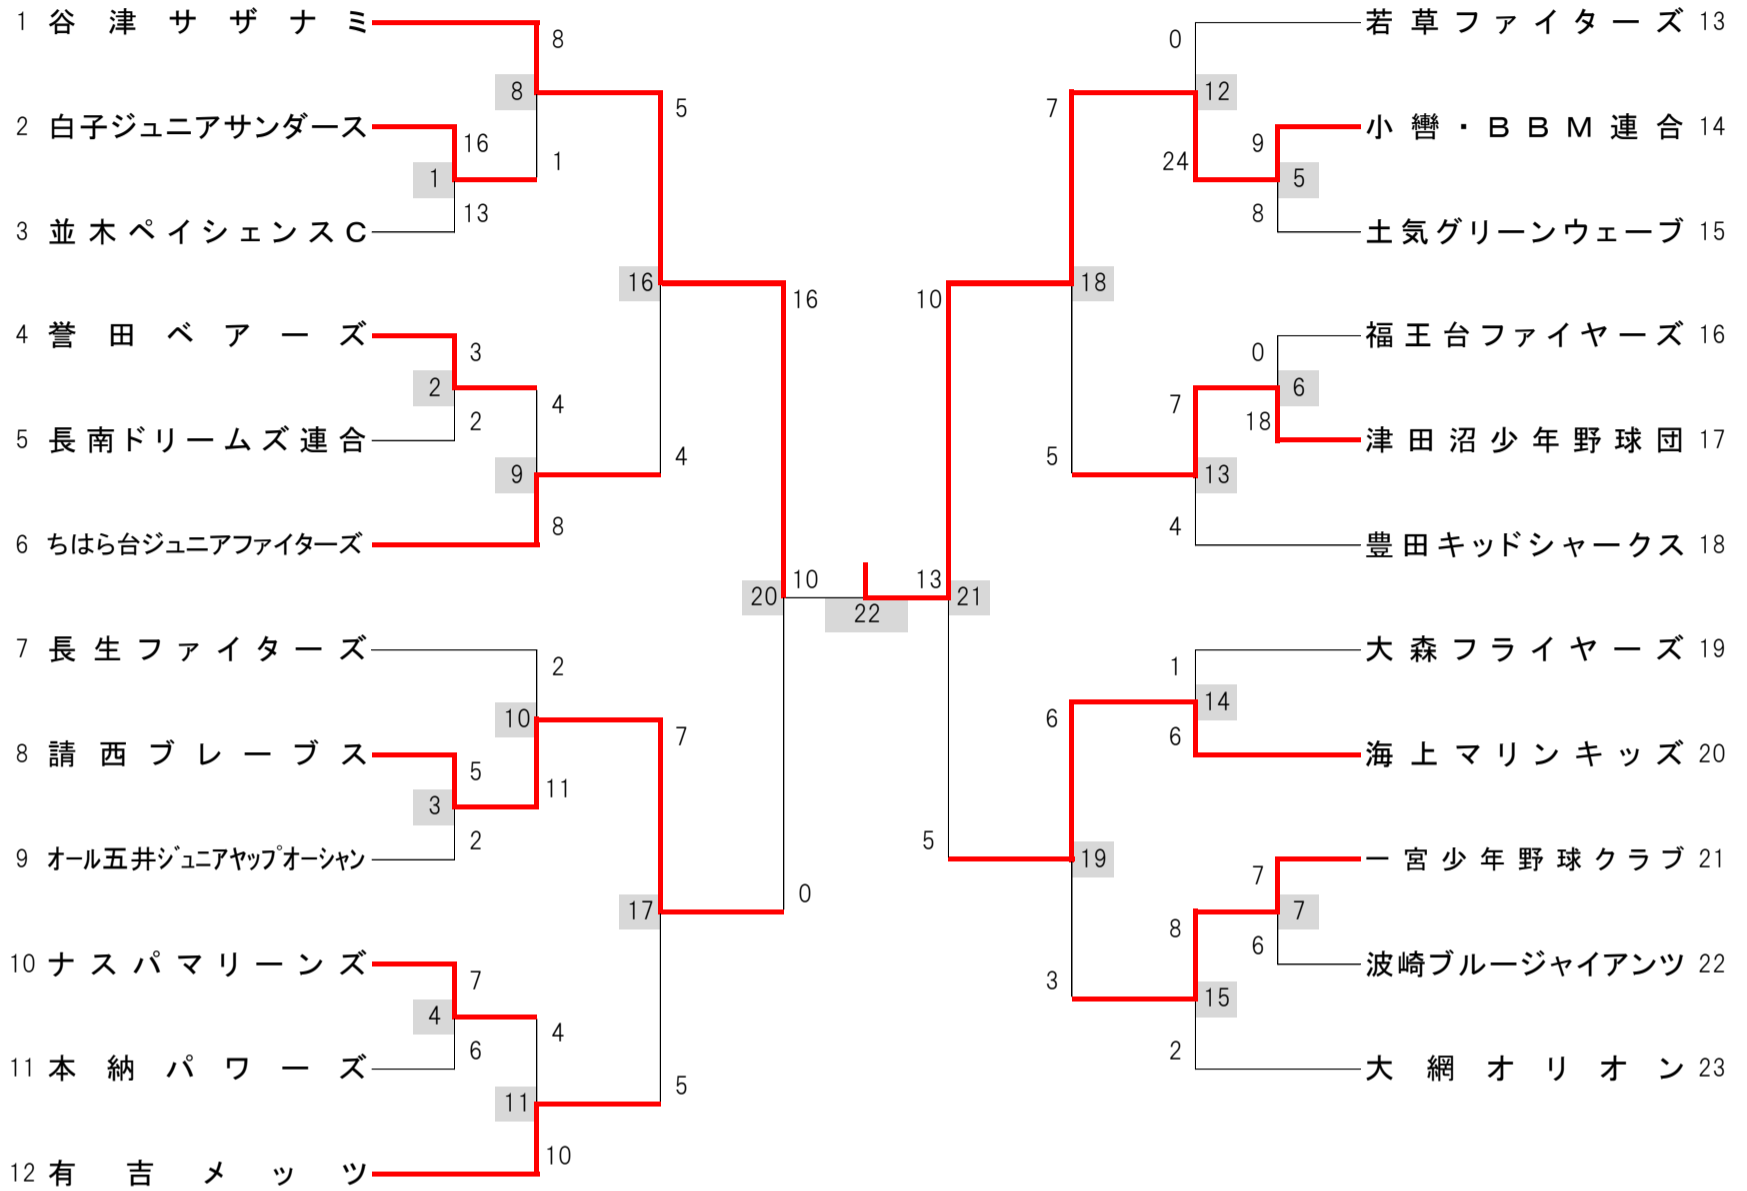 1 谷津サザナミ
2 白子ジュニアサンダース
3 並木ペイシェンスC
4 誉田ベアーズ
5 長南ドリームズ連合
6 ちはら台ジュニアファイターズ
7 長生ファイターズ
8 請西ブレーブス
9 オール五井ジュニアヤップオーシャン
10 ナスパマリーンズ
11 本納パワーズ
12 有吉メッツ
16
1
13
3
2
2
5
3
2
7
4
6
8
8
1
4
9
8
2
10
11
4
11
10
5
16
4
7
17
5
16
20
0
10
22
13
10
21
5
7
18
5
6
19
3
0
12
24
7
13
4
1
14
6
8
15
2
9
5
8
0
6
18
7
7
6
若草ファイターズ 13
小轡・BBM連合 14
土気グリーンウェーブ 15
福王台ファイヤーズ 16
津田沼少年野球団 17
豊田キッドシャークス 18
大森フライヤーズ 19
海上マリンキッズ 20
一宮少年野球クラブ 21
波崎ブルージャイアンツ 22
大網オリオン 23